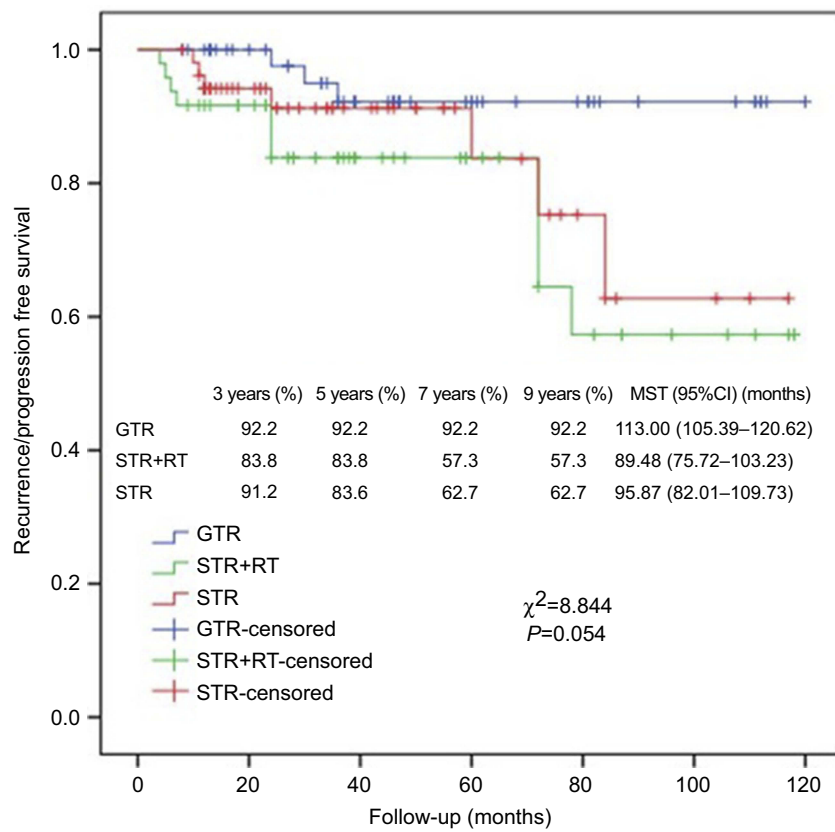 Recurrence/progression free survival
1.0
0.8
0.6
0.4
0.2
0.0
3 years (%) 5 years (%) 7 years (%) 9 years (%) MST (95%CI) (months)
GTR 92.2 92.2 92.2 92.2 113.00 (105.39–120.62)
STR+RT 83.8 83.8 57.3 57.3 89.48 (75.72–103.23)
STR 91.2 83.6 62.7 62.7 95.87 (82.01–109.73)
GTR
STR+RT
STR
GTR-censored
STR+RT-censored
STR-censored
χ²=8.844
P=0.054
0 20 40 60 80 100 120
Follow-up (months)